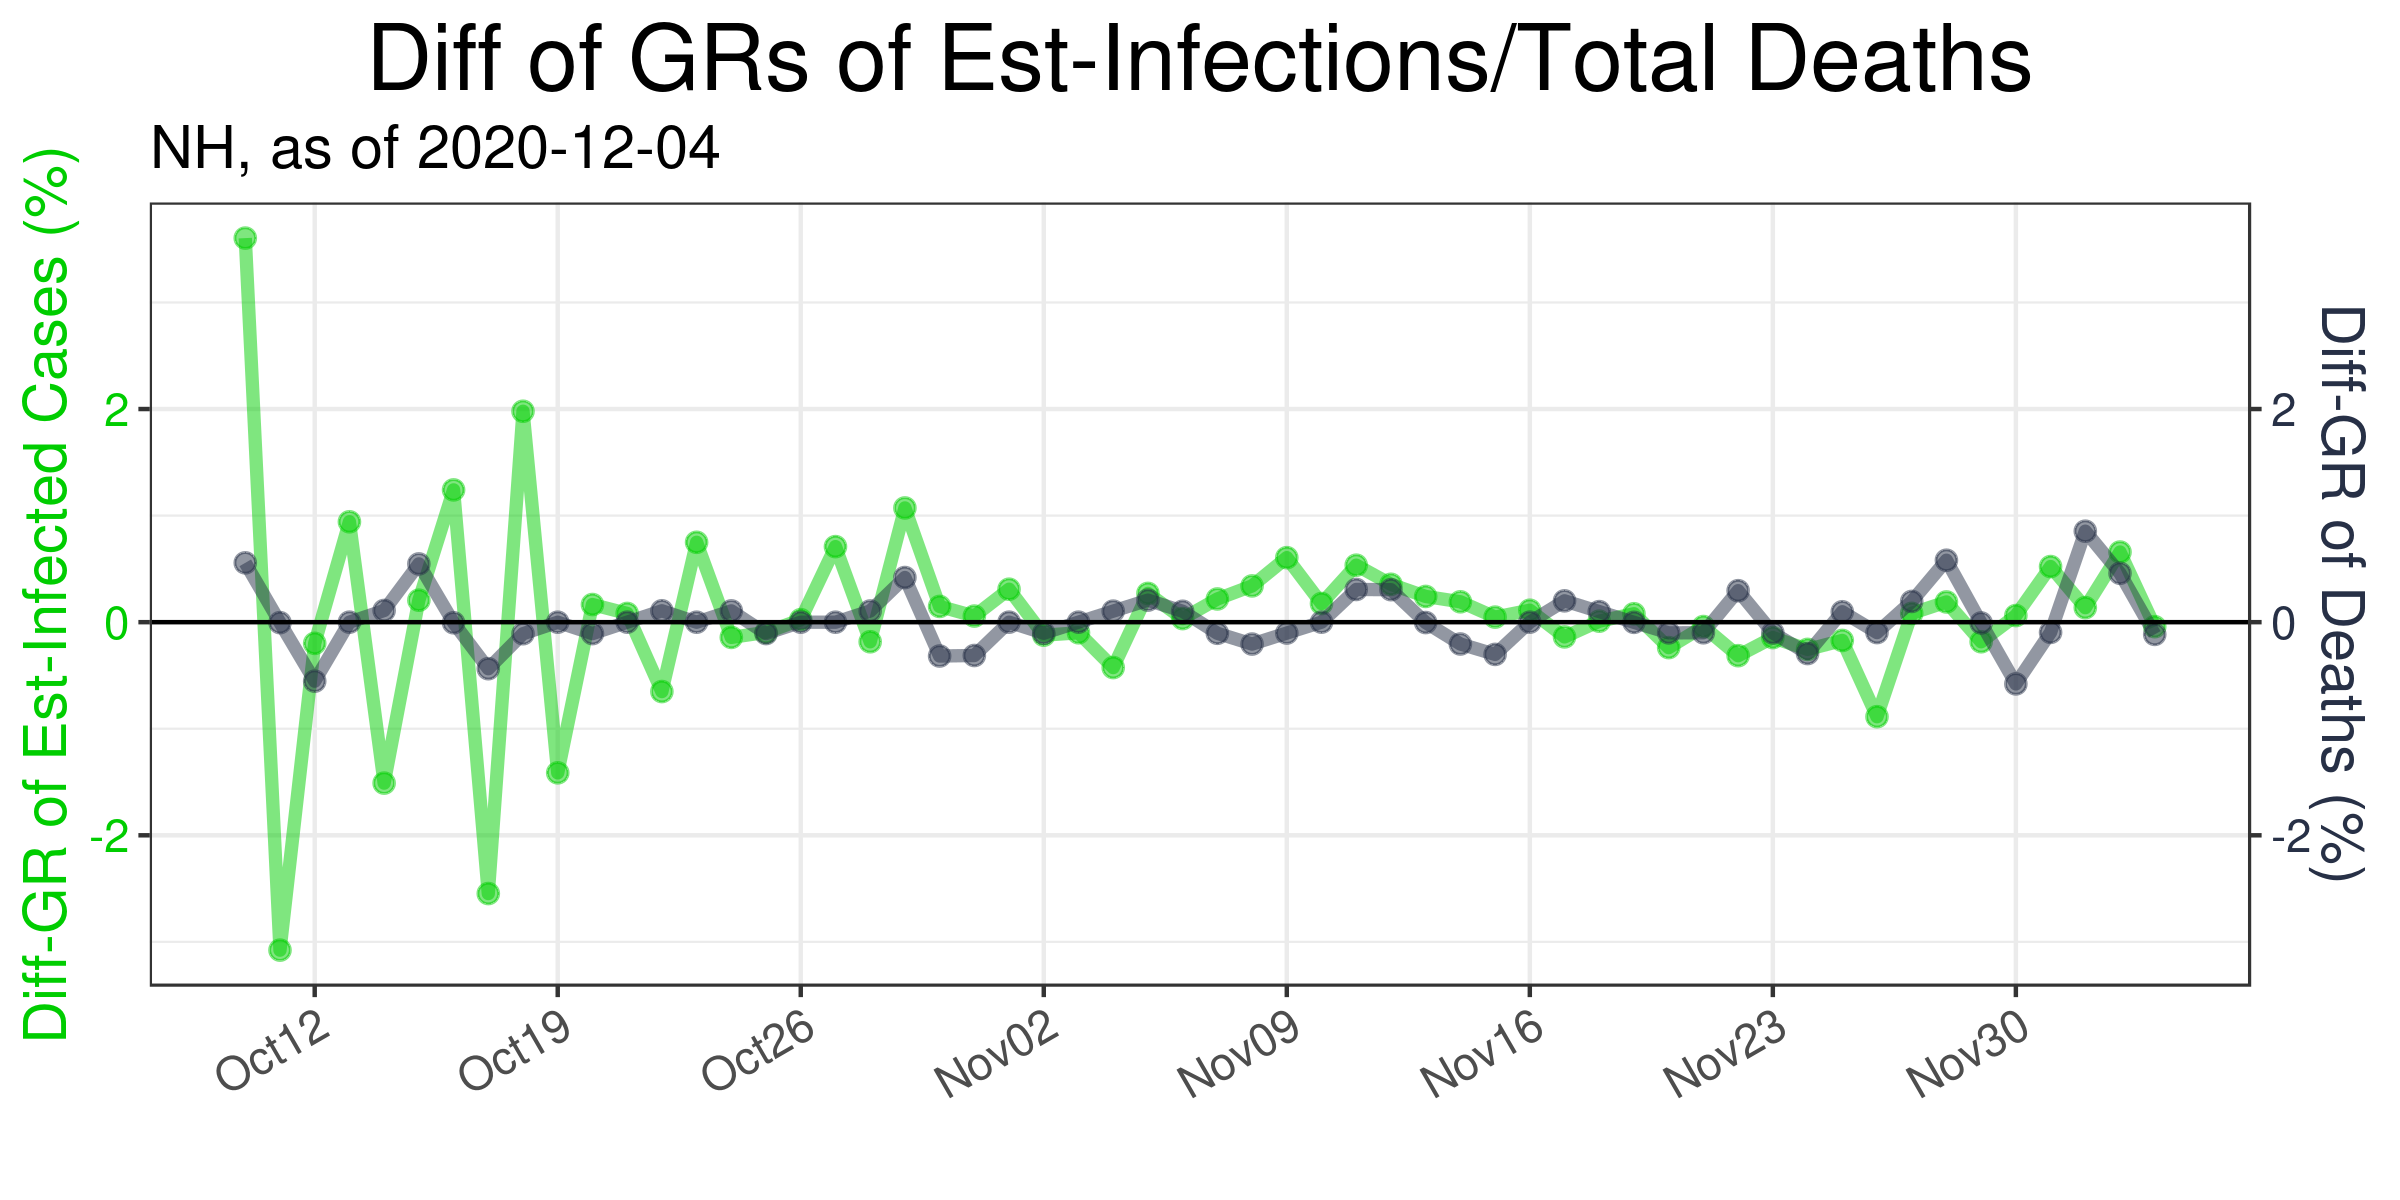 Diff of GRs of Est-Infections/Total Deaths
NH, as of 2020-12-04
Diff-GR of Est-Infected Cases (%)
2
0
-2
2
0
-2
Diff-GR of Deaths (%)
Oct12
Oct19
Oct26
Nov02
Nov09
Nov16
Nov23
Nov30